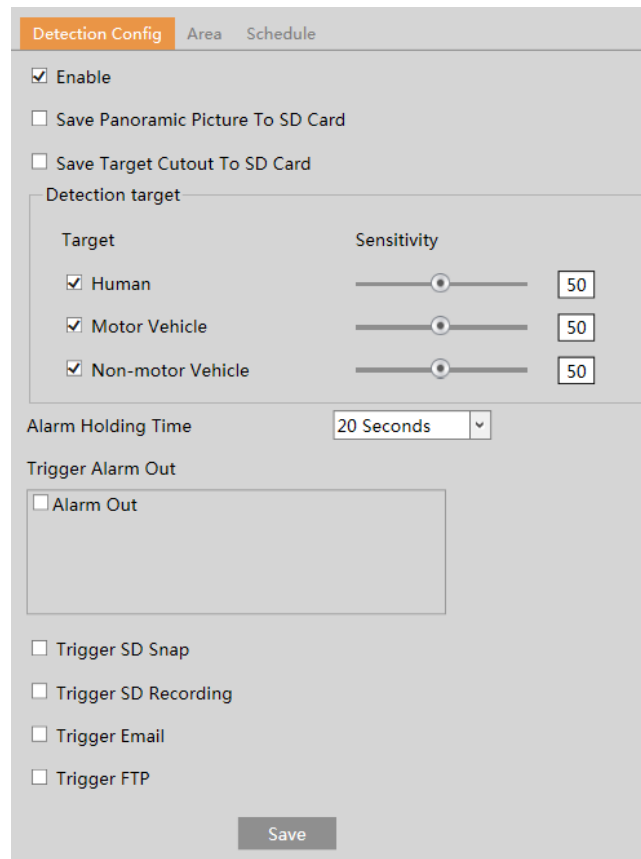 Detection Config Area Schedule
Enable
Save Panoramic Picture To SD Card
Save Target Cutout To SD Card
Detection target
Target Sensitivity
Human 50
Motor Vehicle 50
Non-motor Vehicle 50
Alarm Holding Time 20 Seconds
Trigger Alarm Out
Alarm Out
Trigger SD Snap
Trigger SD Recording
Trigger Email
Trigger FTP
Save